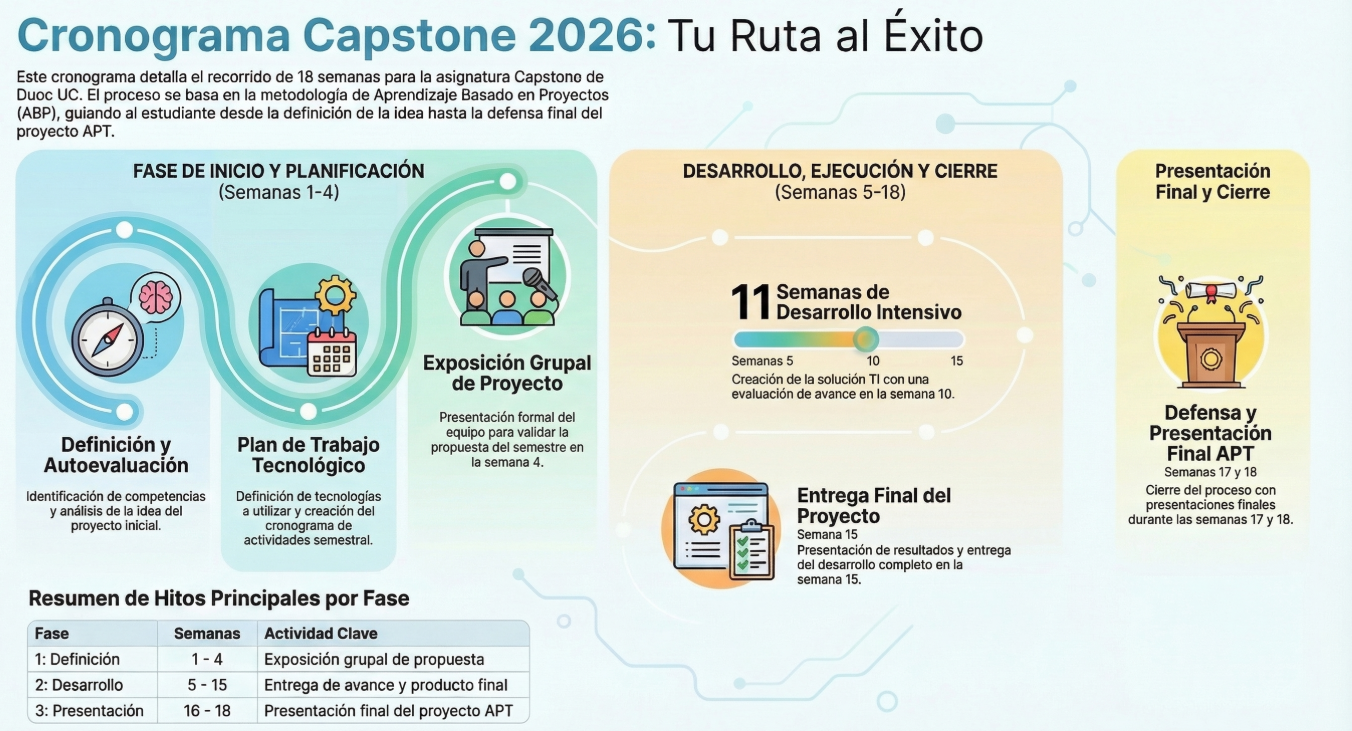 Cronograma Capstone 2026: Tu Ruta al Éxito
Este cronograma detalla el recorrido de 18 semanas para la asignatura Capstono de
Duoc UC. El proceso se basa en la metodología de Aprendizaje Basado en Proyectos
(ABP), guiando al estudiante desde la definición de la idea hasta la defensa final del
proyecto APT.
FASE DE INICIO Y PLANIFICACIÓN
(Semanas 1-4)
Definición y
Autoevaluación
Identificación de competencias
y análisis de la idea del
proyecto inicial.
Plan de Trabajo
Tecnológico
Definición de tecnologías
a utilizar y creación del
cronograma de
actividades semestral.
Exposición Grupal
de Proyecto
Presentación formal del
equipo para validar la
propuesta del semestre en
la semana 4.
DESARROLLO, EJECUCIÓN Y CIERRE
(Semanas 5-18)
11 Semanas de
Desarrollo Intensivo
Semanas 5 10 15
Creación de la solución TI con una
evaluación de avance en la semana 10.
Entrega Final del
Proyecto
Semana 15
Presentación de resultados y entrega
del desarrollo completo en la
semana 15.
Presentación
Final y Cierre
Defensa y
Presentación
Final APT
Semanas 17 y 18
Cierre del proceso con
presentaciones finales
durante las semanas 17 y 18.
Resumen de Hitos Principales por Fase
Fase Semanas Actividad Clave
1: Definición 1 - 4 Exposición grupal de propuesta
2: Desarrollo 5 - 15 Entrega de avance y producto final
3: Presentación 16 - 18 Presentación final del proyecto APT